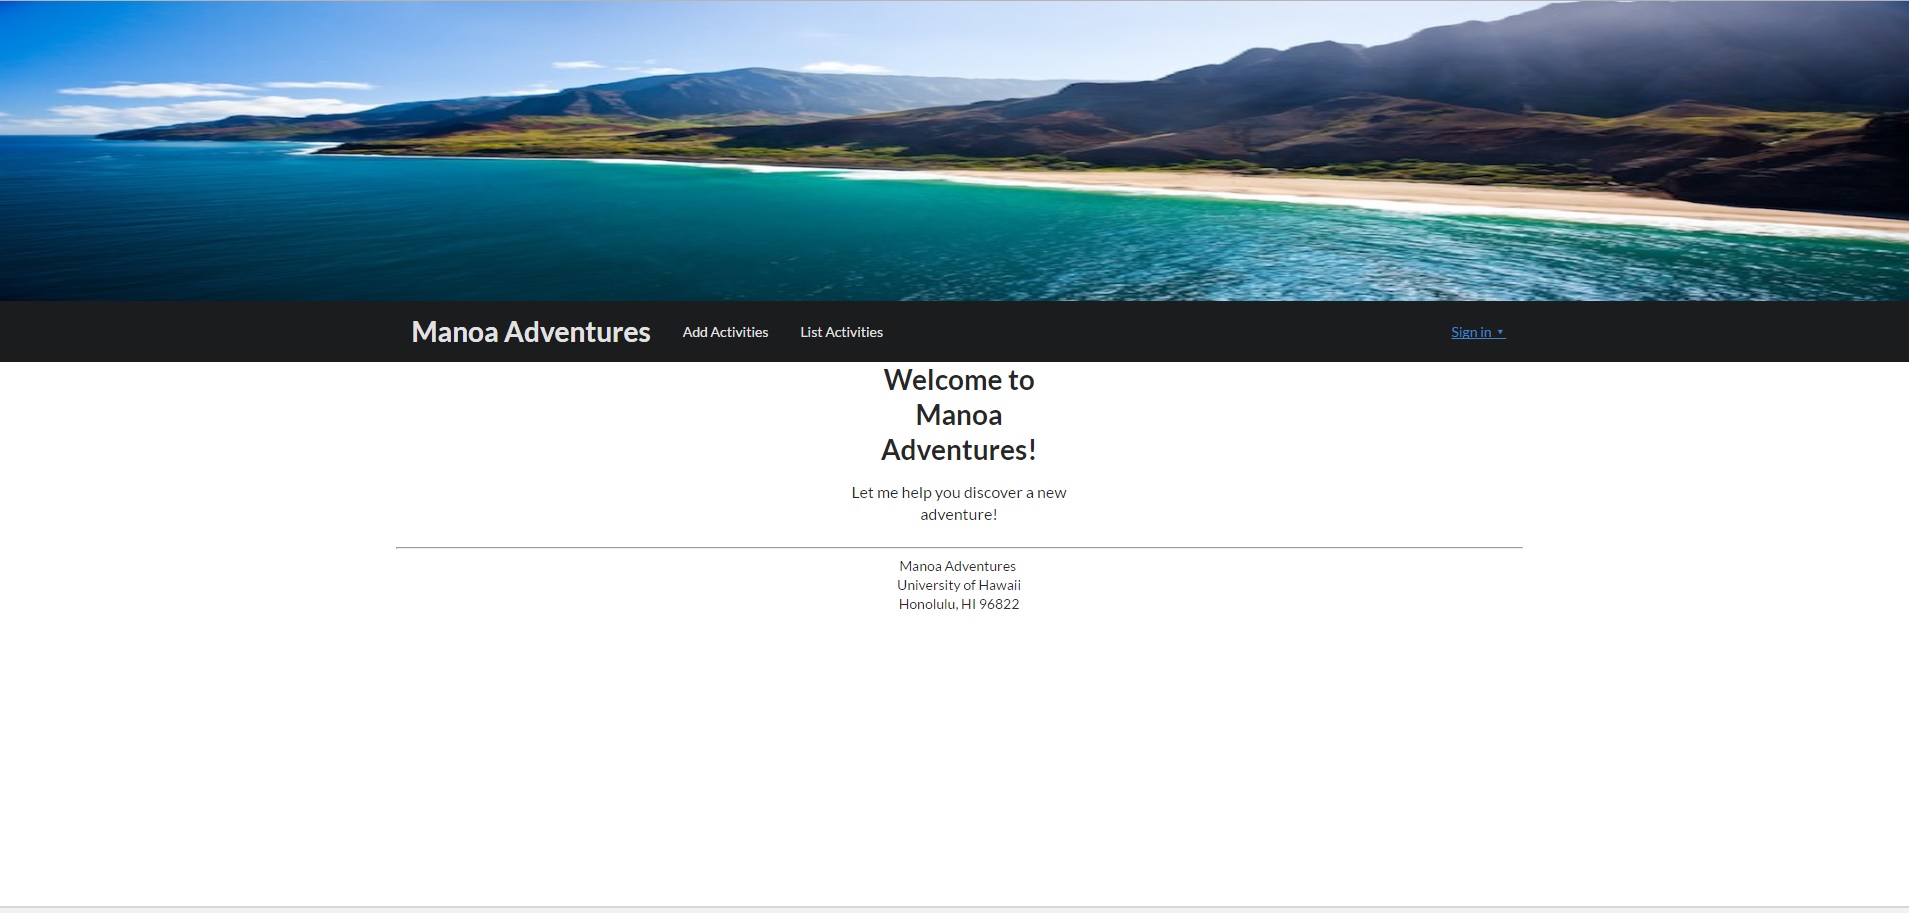 Manoa Adventures Add Activities List Activities Sign in
Welcome to
Manoa
Adventures!
Let me help you discover a new
adventure!
Manoa Adventures
University of Hawaii
Honolulu, HI 96822